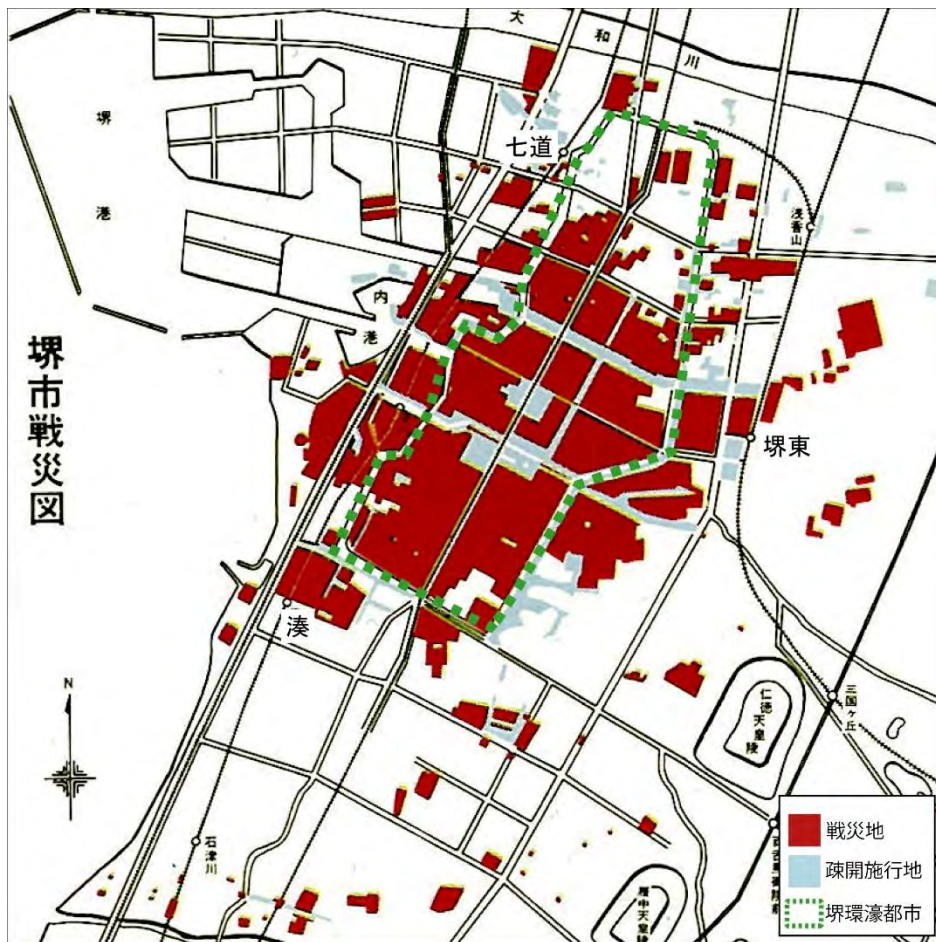 大和川
堺港
七道
浅香山
内港
堺市戦災図
堺東
湊
N
仁徳天皇陵
三国ヶ丘
戦災地
疎開施行地
堺環濠都市
石津川
履中天皇陵